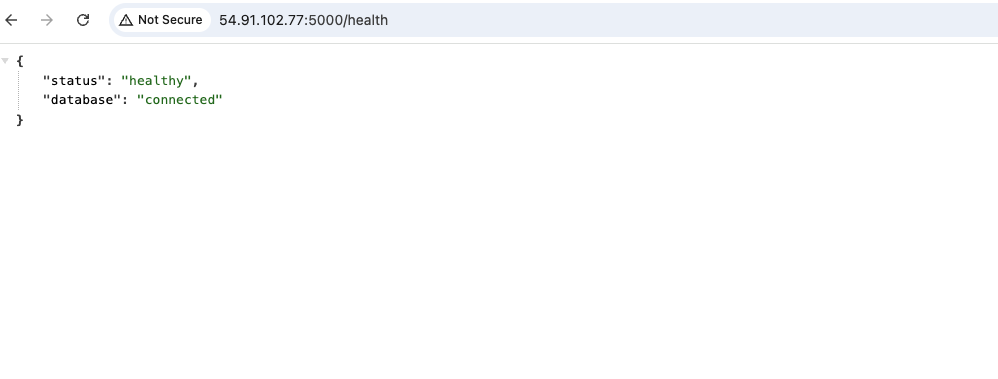 Not Secure 54.91.102.77:5000/health
{
"status": "healthy",
"database": "connected"
}